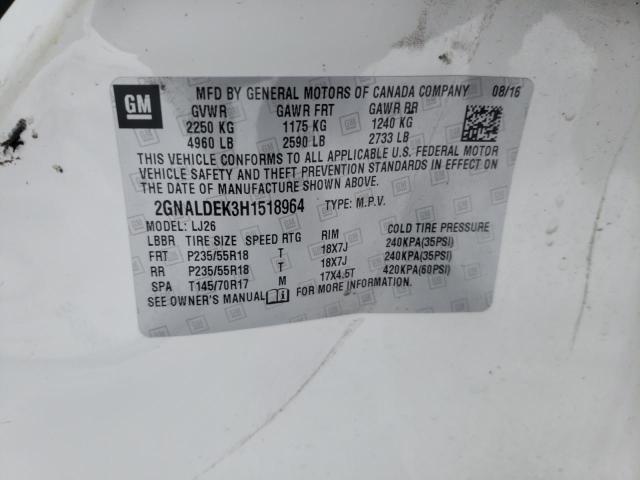 GM
MFD BY GENERAL MOTORS OF CANADA COMPANY 08/16
GVWR GAWR FRT GAWR RR
2250 KG 1175 KG 1240 KG
4960 LB 2590 LB 2733 LB
THIS VEHICLE CONFORMS TO ALL APPLICABLE U.S. FEDERAL MOTOR
VEHICLE SAFETY AND THEFT PREVENTION STANDARDS IN EFFECT ON
THE DATE OF MANUFACTURE SHOWN ABOVE.
2GNALDEK3H1518964 TYPE: M.P.V.
MODEL: LJ26
LBBR TIRE SIZE SPEED RTG RIM COLD TIRE PRESSURE
FRT P235/55R18 T 18X7J 240KPA(35PSI)
RR P235/55R18 T 18X7J 240KPA(35PSI)
SPA T145/70R17 M 17X4.5T 420KPA(60PSI)
SEE OWNER'S MANUAL FOR MORE INFORMATION.